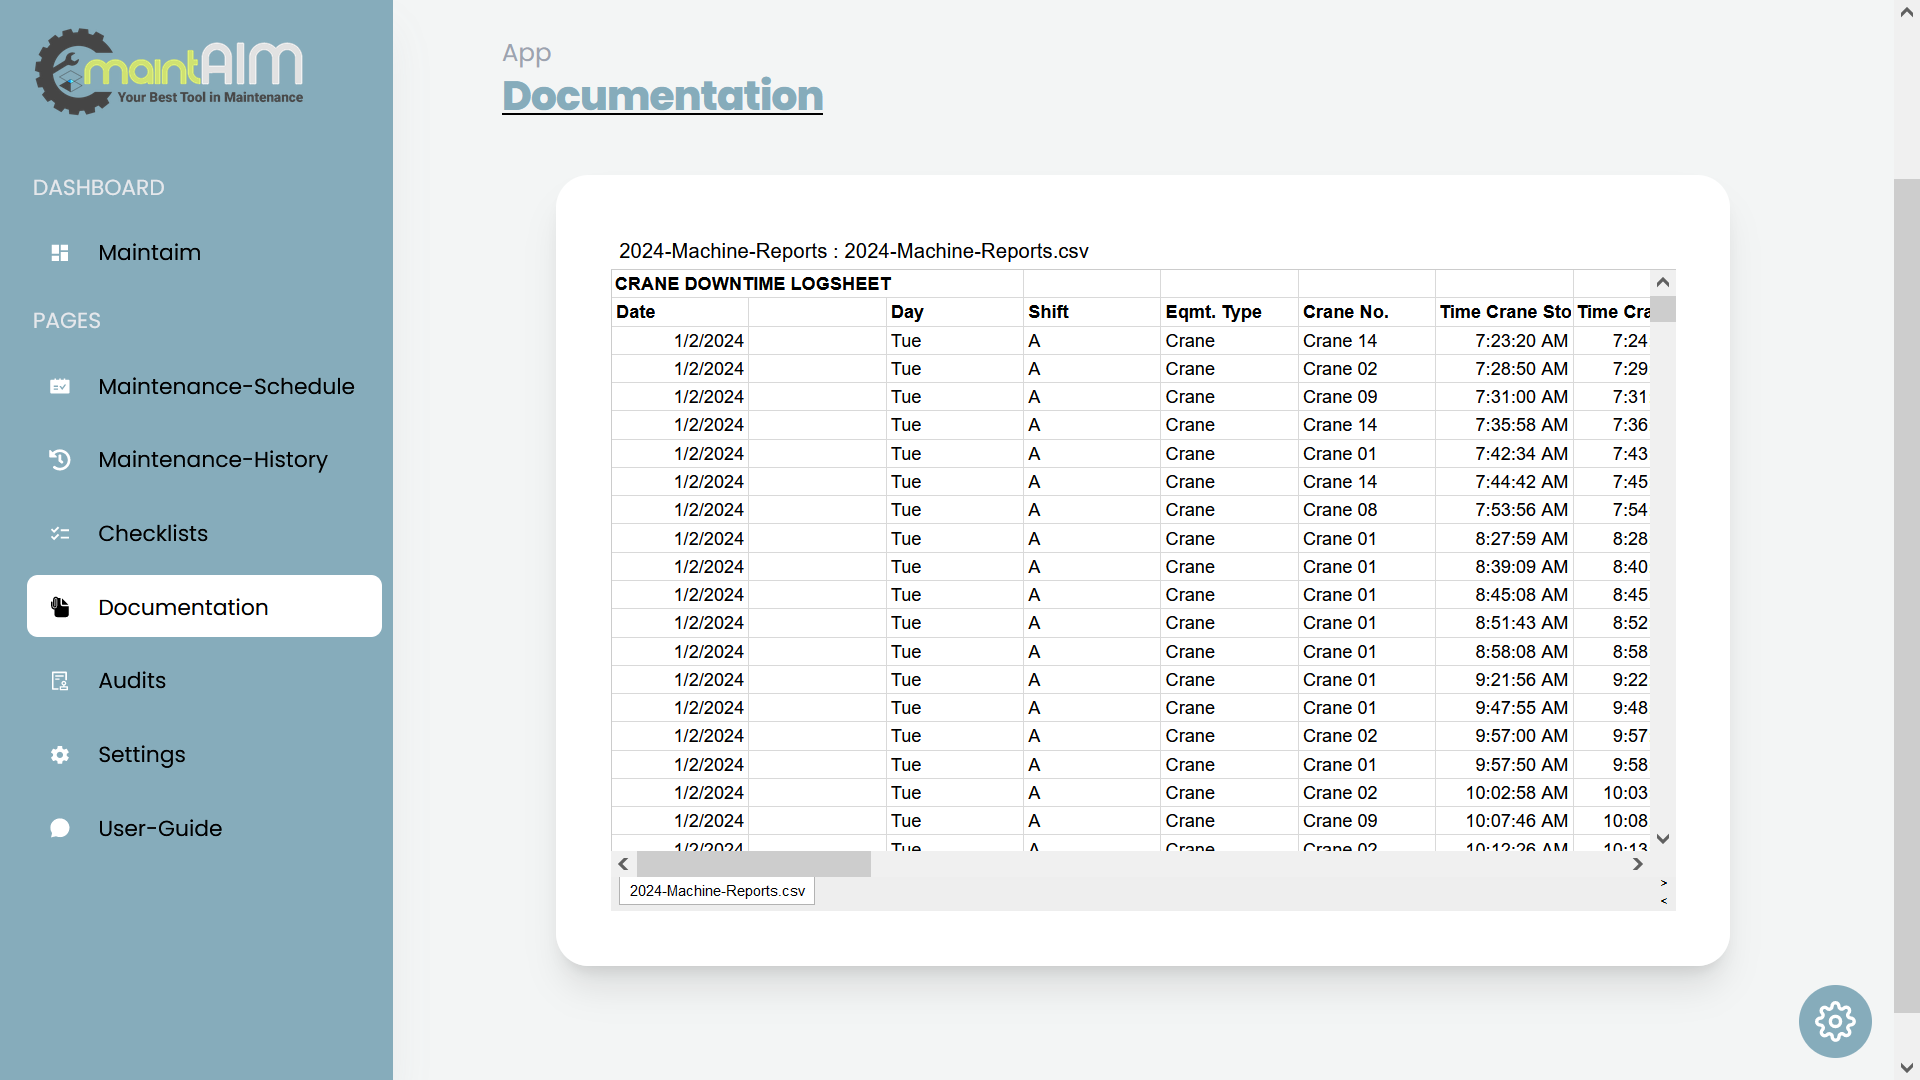 maintAIM
Your Best Tool in Maintenance
DASHBOARD
Maintaim
PAGES
Maintenance-Schedule
Maintenance-History
Checklists
Documentation
Audits
Settings
User-Guide
App
Documentation
2024-Machine-Reports : 2024-Machine-Reports.csv
CRANE DOWNTIME LOGSHEET
Date Day Shift Eqmt. Type Crane No. Time Crane Sto Time Cra
1/2/2024 Tue A Crane Crane 14 7:23:20 AM 7:24
1/2/2024 Tue A Crane Crane 02 7:28:50 AM 7:29
1/2/2024 Tue A Crane Crane 09 7:31:00 AM 7:31
1/2/2024 Tue A Crane Crane 14 7:35:58 AM 7:36
1/2/2024 Tue A Crane Crane 01 7:42:34 AM 7:43
1/2/2024 Tue A Crane Crane 14 7:44:42 AM 7:45
1/2/2024 Tue A Crane Crane 08 7:53:56 AM 7:54
1/2/2024 Tue A Crane Crane 01 8:27:59 AM 8:28
1/2/2024 Tue A Crane Crane 01 8:39:09 AM 8:40
1/2/2024 Tue A Crane Crane 01 8:45:08 AM 8:45
1/2/2024 Tue A Crane Crane 01 8:51:43 AM 8:52
1/2/2024 Tue A Crane Crane 01 8:58:08 AM 8:58
1/2/2024 Tue A Crane Crane 01 9:21:56 AM 9:22
1/2/2024 Tue A Crane Crane 01 9:47:55 AM 9:48
1/2/2024 Tue A Crane Crane 02 9:57:00 AM 9:57
1/2/2024 Tue A Crane Crane 01 9:57:50 AM 9:58
1/2/2024 Tue A Crane Crane 02 10:02:58 AM 10:03
1/2/2024 Tue A Crane Crane 09 10:07:46 AM 10:08
1/2/2024 Tue A Crane Crane 02 10:12:26 AM 10:13
2024-Machine-Reports.csv